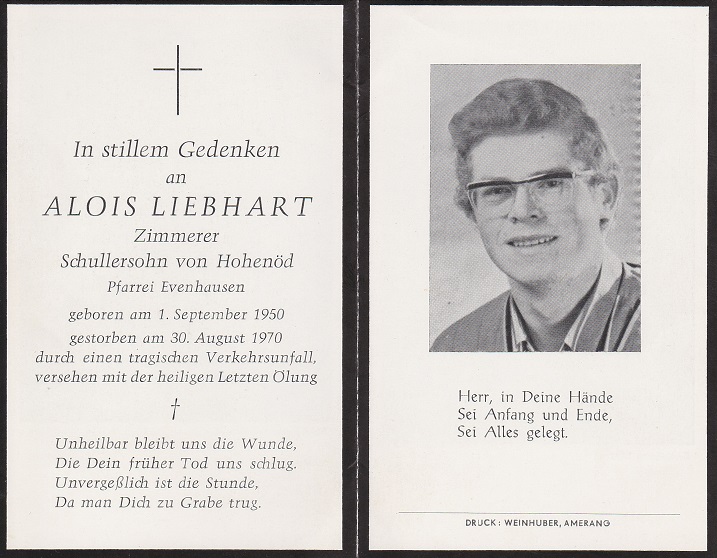 In stillem Gedenken
an
ALOIS LIEBHART
Zimmerer
Schullersohn von Hohenöd
Pfarrei Evenhausen
geboren am 1. September 1950
gestorben am 30. August 1970
durch einen tragischen Verkehrsunfall,
versehen mit der heiligen Letzten Ölung
Unheilbar bleibt uns die Wunde,
Die Dein früher Tod uns schlug.
Unvergeßlich ist die Stunde,
Da man Dich zu Grabe trug.
Herr, in Deine Hände
Sei Anfang und Ende,
Sei Alles gelegt.
DRUCK: WEINHUBER, AMERANG